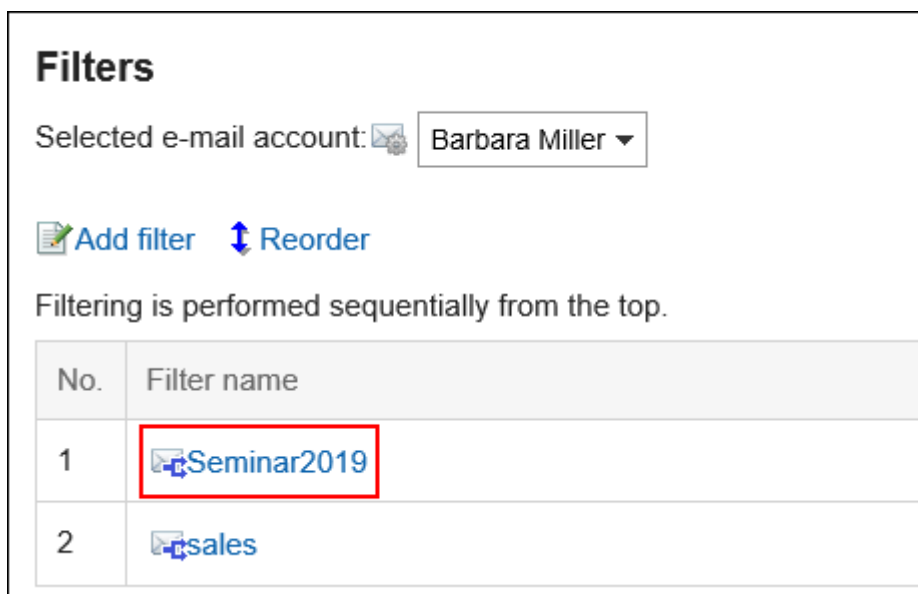 Filters
Selected e-mail account: Barbara Miller
Add filter Reorder
Filtering is performed sequentially from the top.
No. Filter name
1 Seminar2019
2 sales